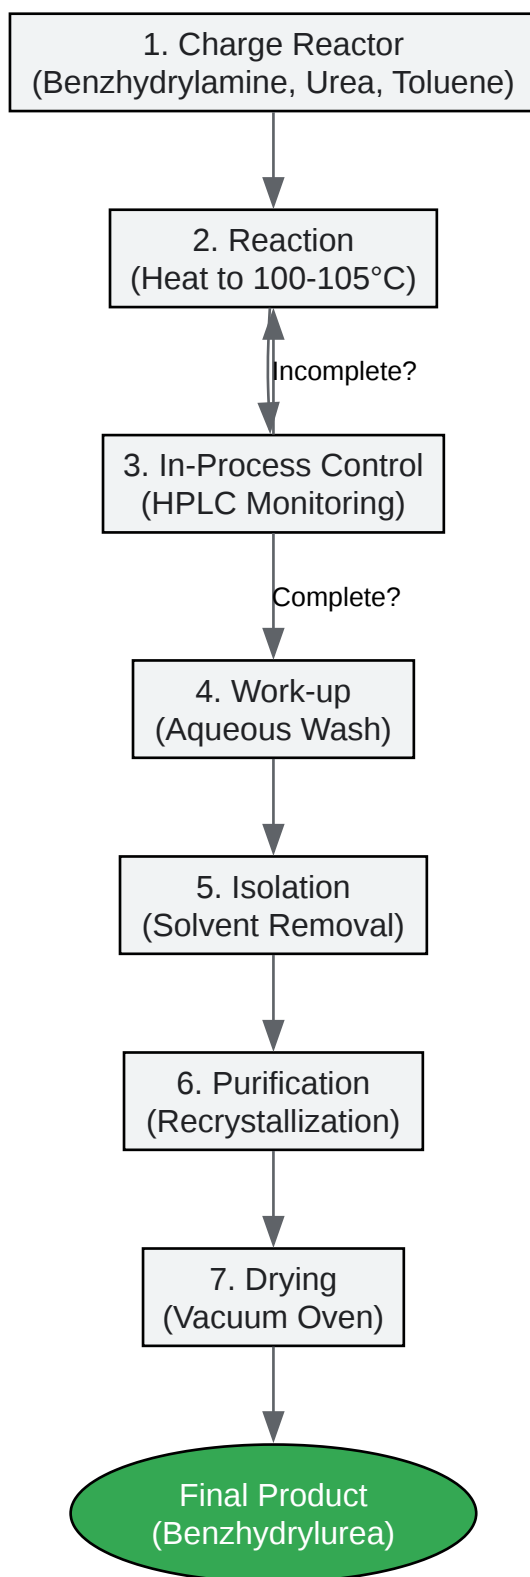 1. Charge Reactor
(Benzhydrylamine, Urea, Toluene)
2. Reaction
(Heat to 100-105°C)
Incomplete?
3. In-Process Control
(HPLC Monitoring)
Complete?
4. Work-up
(Aqueous Wash)
5. Isolation
(Solvent Removal)
6. Purification
(Recrystallization)
7. Drying
(Vacuum Oven)
Final Product
(Benzhydrylurea)